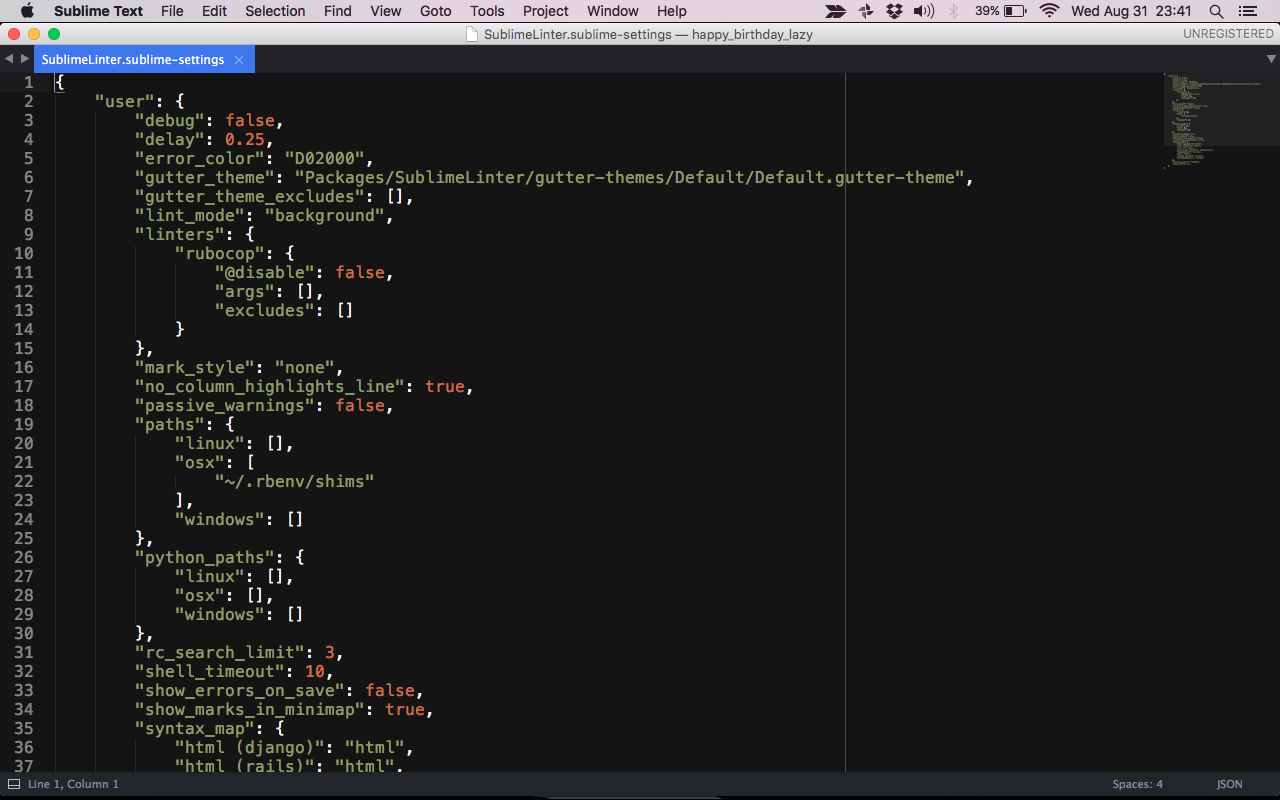 Sublime Text File Edit Selection Find View Goto Tools Project Window Help 39% Wed Aug 31 23:41
SublimeLinter.sublime-settings — happy_birthday_lazy UNREGISTERED
SublimeLinter.sublime-settings ×
1 {
2     "user": {
3         "debug": false,
4         "delay": 0.25,
5         "error_color": "D02000",
6         "gutter_theme": "Packages/SublimeLinter/gutter-themes/Default/Default.gutter-theme",
7         "gutter_theme_excludes": [],
8         "lint_mode": "background",
9         "linters": {
10             "rubocop": {
11                 "@disable": false,
12                 "args": [],
13                 "excludes": []
14             }
15         },
16         "mark_style": "none",
17         "no_column_highlights_line": true,
18         "passive_warnings": false,
19         "paths": {
20             "linux": [],
21             "osx": [
22                 "~/.rbenv/shims"
23             ],
24             "windows": []
25         },
26         "python_paths": {
27             "linux": [],
28             "osx": [],
29             "windows": []
30         },
31         "rc_search_limit": 3,
32         "shell_timeout": 10,
33         "show_errors_on_save": false,
34         "show_marks_in_minimap": true,
35         "syntax_map": {
36             "html (django)": "html",
37             "html (rails)": "html",
Line 1, Column 1 Spaces: 4 JSON